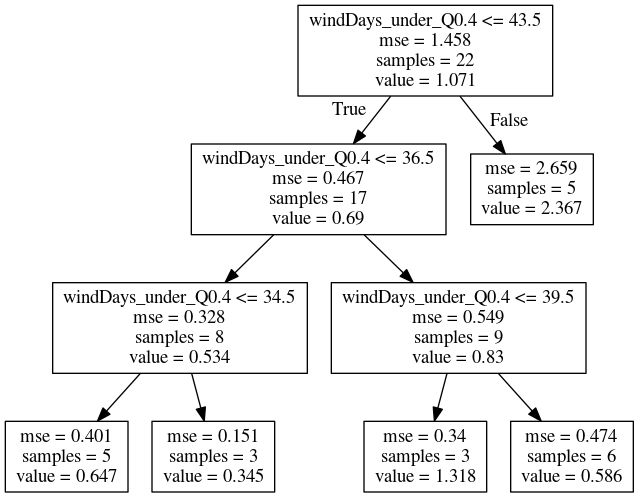 windDays_under_Q0.4 <= 43.5
mse = 1.458
samples = 22
value = 1.071
True
False
windDays_under_Q0.4 <= 36.5
mse = 0.467
samples = 17
value = 0.69
mse = 2.659
samples = 5
value = 2.367
windDays_under_Q0.4 <= 34.5
mse = 0.328
samples = 8
value = 0.534
windDays_under_Q0.4 <= 39.5
mse = 0.549
samples = 9
value = 0.83
mse = 0.401
samples = 5
value = 0.647
mse = 0.151
samples = 3
value = 0.345
mse = 0.34
samples = 3
value = 1.318
mse = 0.474
samples = 6
value = 0.586